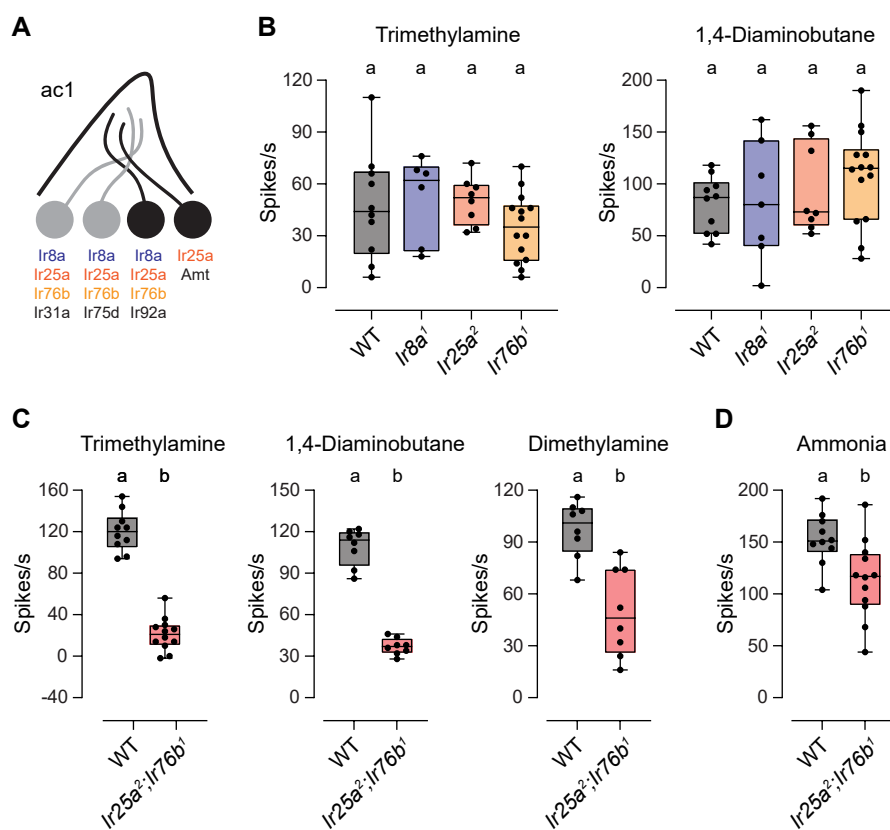 A
ac1
Ir8a Ir8a Ir8a Ir25a
Ir25a Ir25a Ir25a Amt
Ir76b Ir76b Ir76b
Ir31a Ir75d Ir92a
B
Trimethylamine
a a a a
Spikes/s
120
90
60
30
0
WT Ir8a¹ Ir25a² Ir76b¹
1,4-Diaminobutane
a a a a
Spikes/s
200
150
100
50
0
WT Ir8a¹ Ir25a² Ir76b¹
C
Trimethylamine
a b
Spikes/s
160
120
80
40
0
-40
WT Ir25a²;Ir76b¹
1,4-Diaminobutane
a b
Spikes/s
150
120
90
60
30
0
WT Ir25a²;Ir76b¹
Dimethylamine
a b
Spikes/s
120
90
60
30
0
WT Ir25a²;Ir76b¹
D
Ammonia
a b
Spikes/s
200
150
100
50
0
WT Ir25a²;Ir76b¹